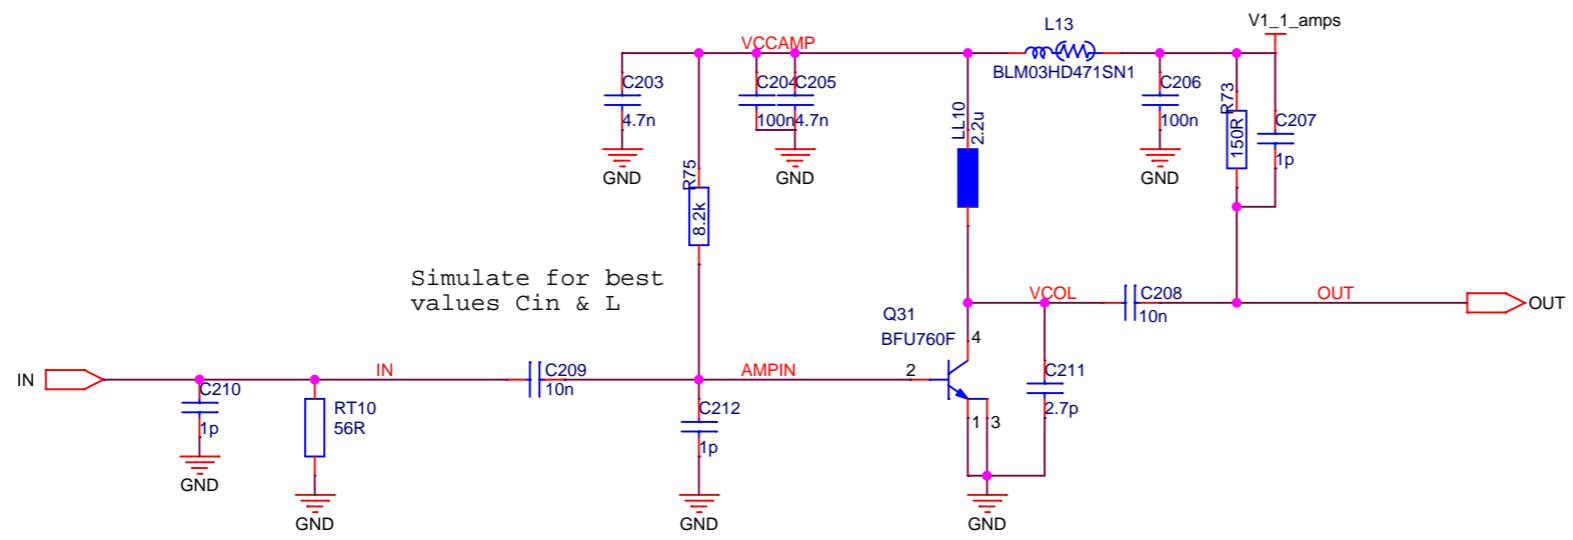 L13
V1_1_amps
VCCAMP
BLM03HD471SN1
C203
4.7n
GND
C204
100n
C205
4.7n
GND
LL10
2.2u
C206
100n
GND
R73
150R
C207
1p
R75
8.2k
Simulate for best
values Cin & L
VCOL
C208
10n
OUT
OUT
Q31
BFU760F
4
2
1
3
C211
2.7p
GND
IN
IN
C209
10n
AMPIN
C210
1p
GND
RT10
56R
GND
C212
1p
GND